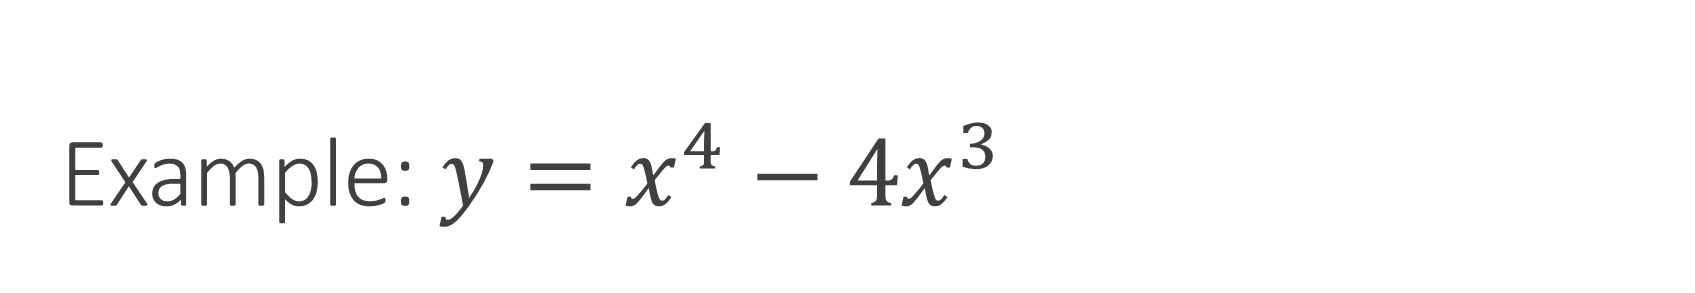 Example: 𝑦 = 𝑥⁴ − 4𝑥³